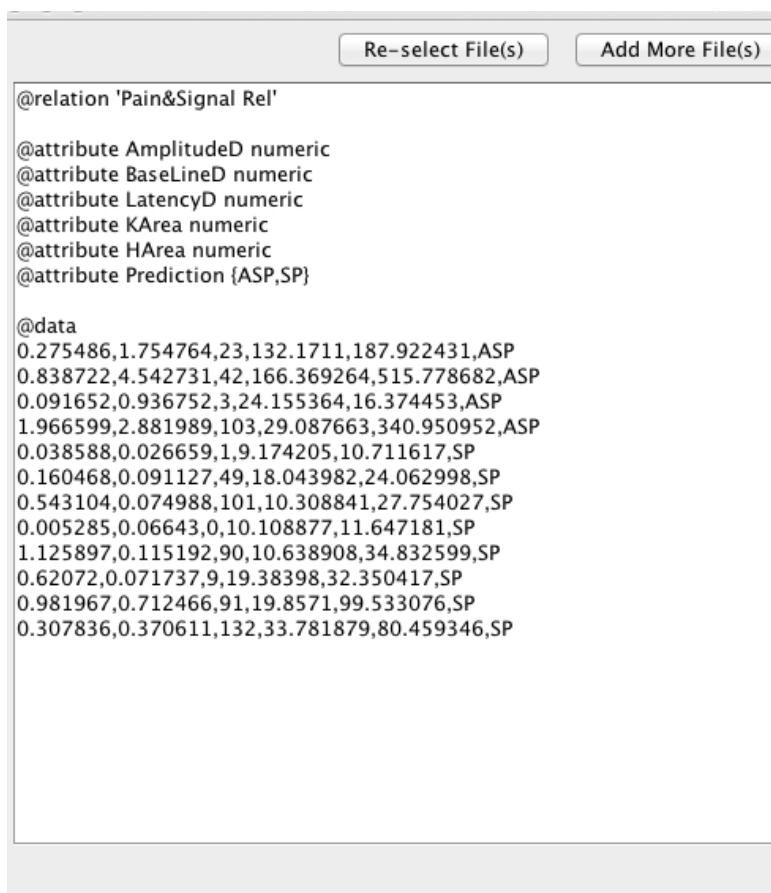 Re-select File(s) Add More File(s)
@relation 'Pain&Signal Rel'
@attribute AmplitudeD numeric
@attribute BaseLineD numeric
@attribute LatencyD numeric
@attribute KArea numeric
@attribute HArea numeric
@attribute Prediction {ASP,SP}
@data
0.275486,1.754764,23,132.1711,187.922431,ASP
0.838722,4.542731,42,166.369264,515.778682,ASP
0.091652,0.936752,3,24.155364,16.374453,ASP
1.966599,2.881989,103,29.087663,340.950952,ASP
0.038588,0.026659,1,9.174205,10.711617,SP
0.160468,0.091127,49,18.043982,24.062998,SP
0.543104,0.074988,101,10.308841,27.754027,SP
0.005285,0.06643,0,10.108877,11.647181,SP
1.125897,0.115192,90,10.638908,34.832599,SP
0.62072,0.071737,9,19.38398,32.350417,SP
0.981967,0.712466,91,19.8571,99.533076,SP
0.307836,0.370611,132,33.781879,80.459346,SP